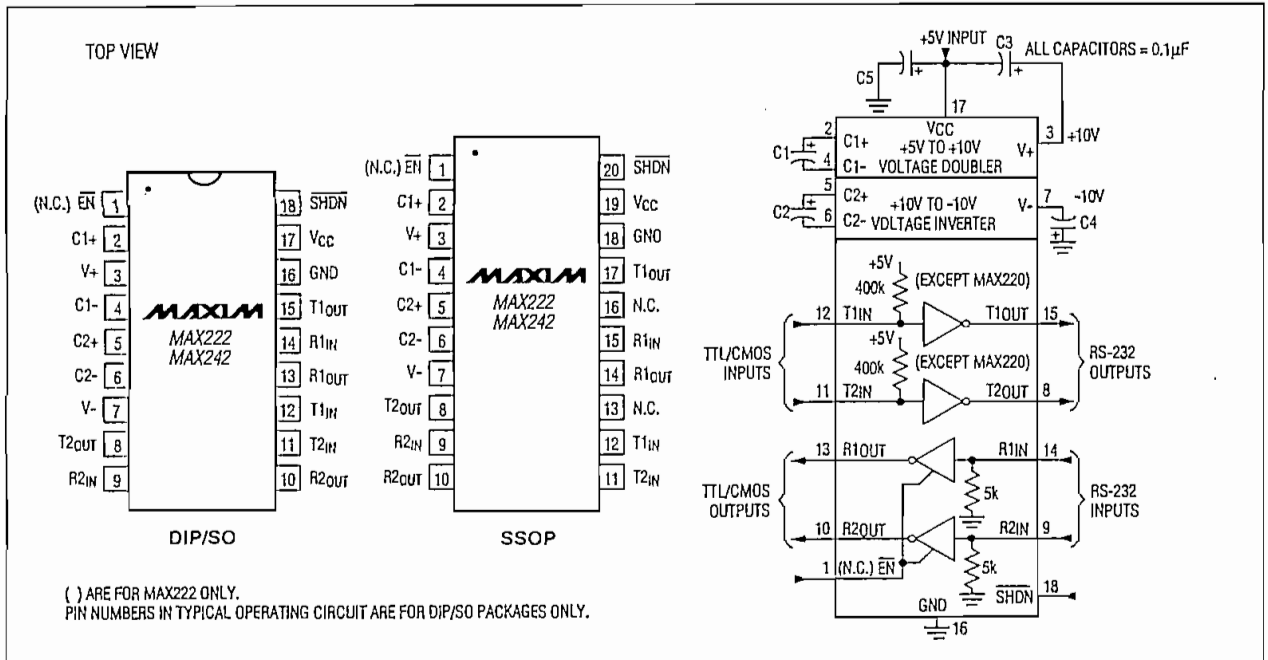 TOP VIEW
(N.C.) EN 1
C1+ 2
V+ 3
C1- 4
C2+ 5
C2- 6
V- 7
T2OUT 8
R2IN 9
18 SHDN
17 VCC
16 GND
15 T1OUT
14 R1IN
13 R1OUT
12 T1IN
11 T2IN
10 R2OUT
MAXIM
MAX222
MAX242
DIP/SO
(N.C.) EN 1
C1+ 2
V+ 3
C1- 4
C2+ 5
C2- 6
V- 7
T2OUT 8
R2IN 9
R2OUT 10
20 SHDN
19 VCC
18 GND
17 T1OUT
16 N.C.
15 R1IN
14 R1OUT
13 N.C.
12 T1IN
11 T2IN
MAXIM
MAX222
MAX242
SSOP
( ) ARE FOR MAX222 ONLY.
PIN NUMBERS IN TYPICAL OPERATING CIRCUIT ARE FOR DIP/SO PACKAGES ONLY.
+5V INPUT C3 ALL CAPACITORS = 0.1µF
C5 + +
17
2 VCC 3 +10V
C1 + C1+ +5V TO +10V V+
4 C1- VOLTAGE DOUBLER
5 C2+ +10V TO -10V V- 7 -10V
C2 + 6 C2- VOLTAGE INVERTER C4
+
+5V
400k (EXCEPT MAX220)
12 T1IN T1OUT 15
+5V
TTL/CMOS INPUTS 400k (EXCEPT MAX220) RS-232 OUTPUTS
11 T2IN T2OUT 8
13 R1OUT R1IN 14
5k
TTL/CMOS OUTPUTS RS-232 INPUTS
10 R2OUT R2IN 9
5k
1 (N.C.) EN
SHDN 18
GND
16